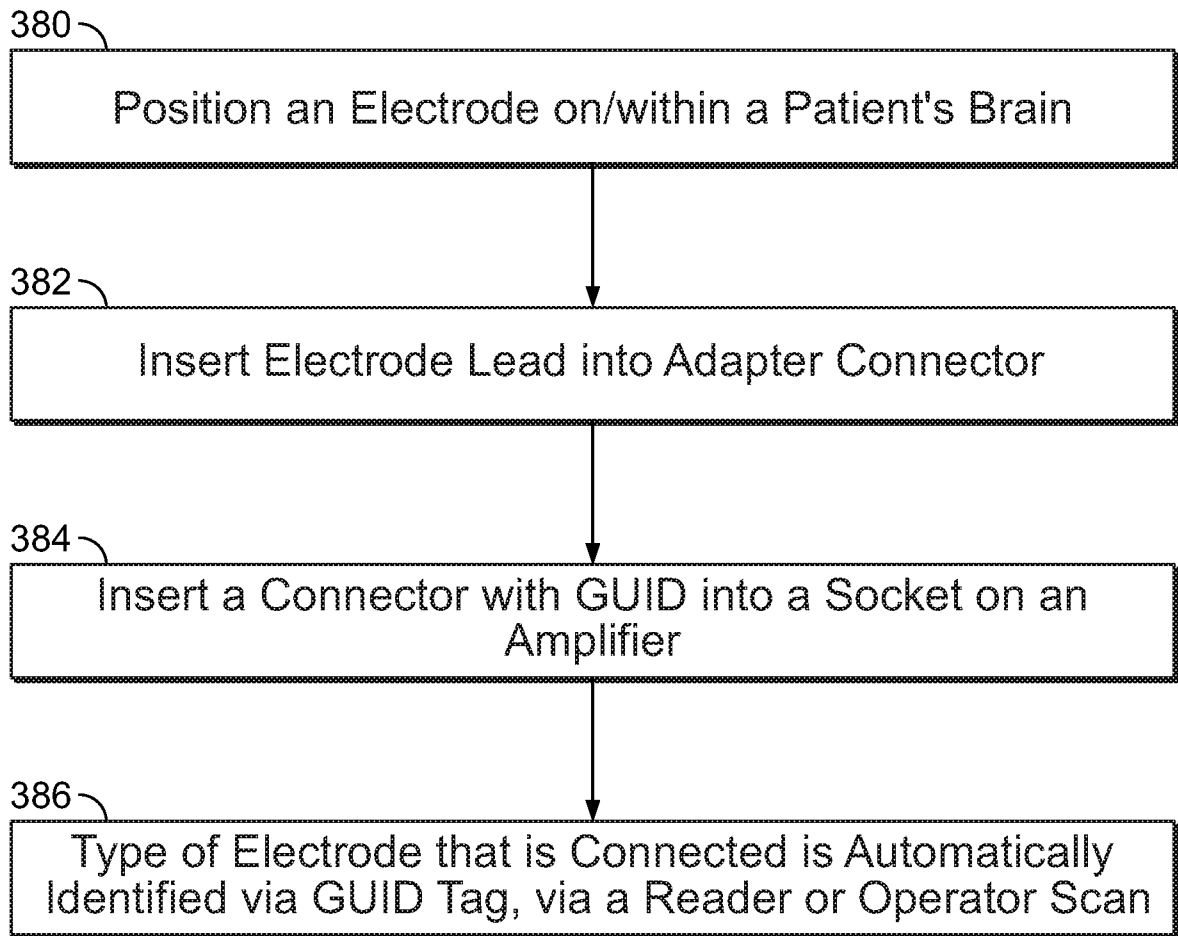 380
Position an Electrode on/within a Patient's Brain
382
Insert Electrode Lead into Adapter Connector
384
Insert a Connector with GUID into a Socket on an
Amplifier
386
Type of Electrode that is Connected is Automatically
Identified via GUID Tag, via a Reader or Operator Scan